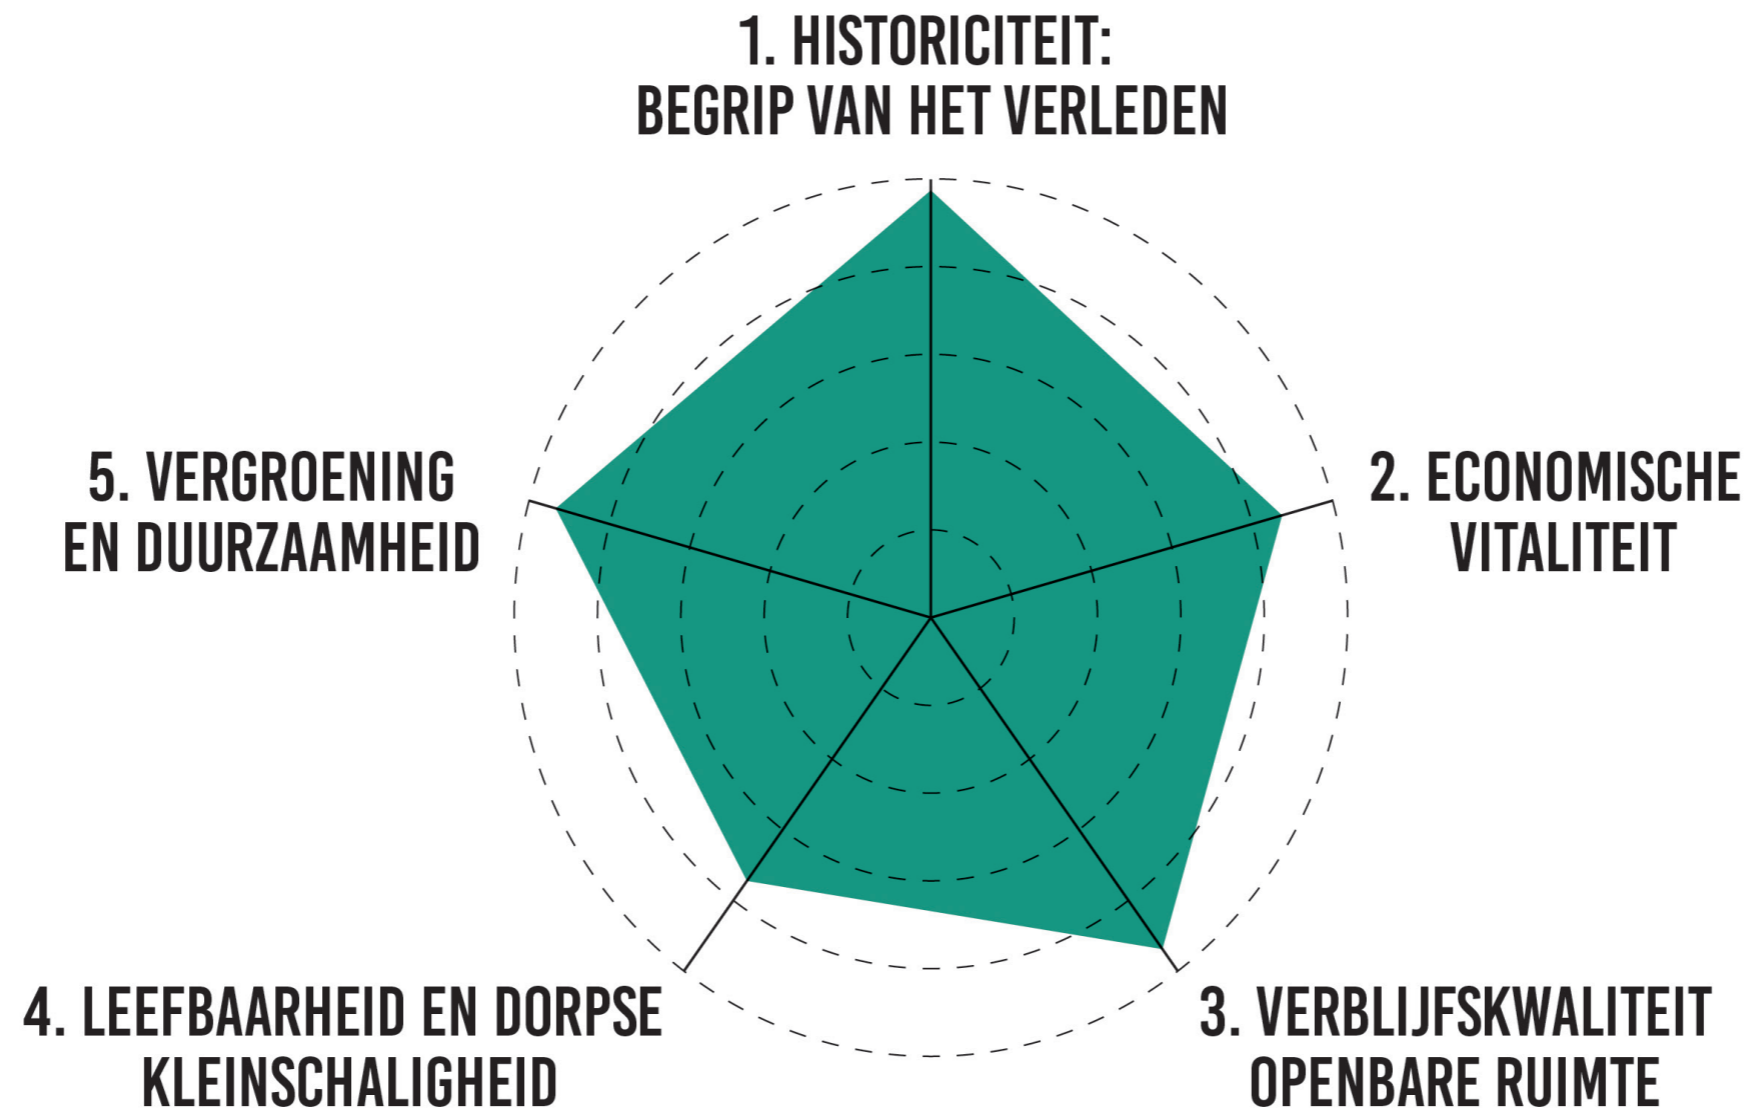 1. HISTORICITEIT:
BEGRIP VAN HET VERLEDEN
2. ECONOMISCHE
VITALITEIT
3. VERBLIJFSKWALITEIT
OPENBARE RUIMTE
4. LEEFBAARHEID EN DORPSE
KLEINSCHALIGHEID
5. VERGROENING
EN DUURZAAMHEID